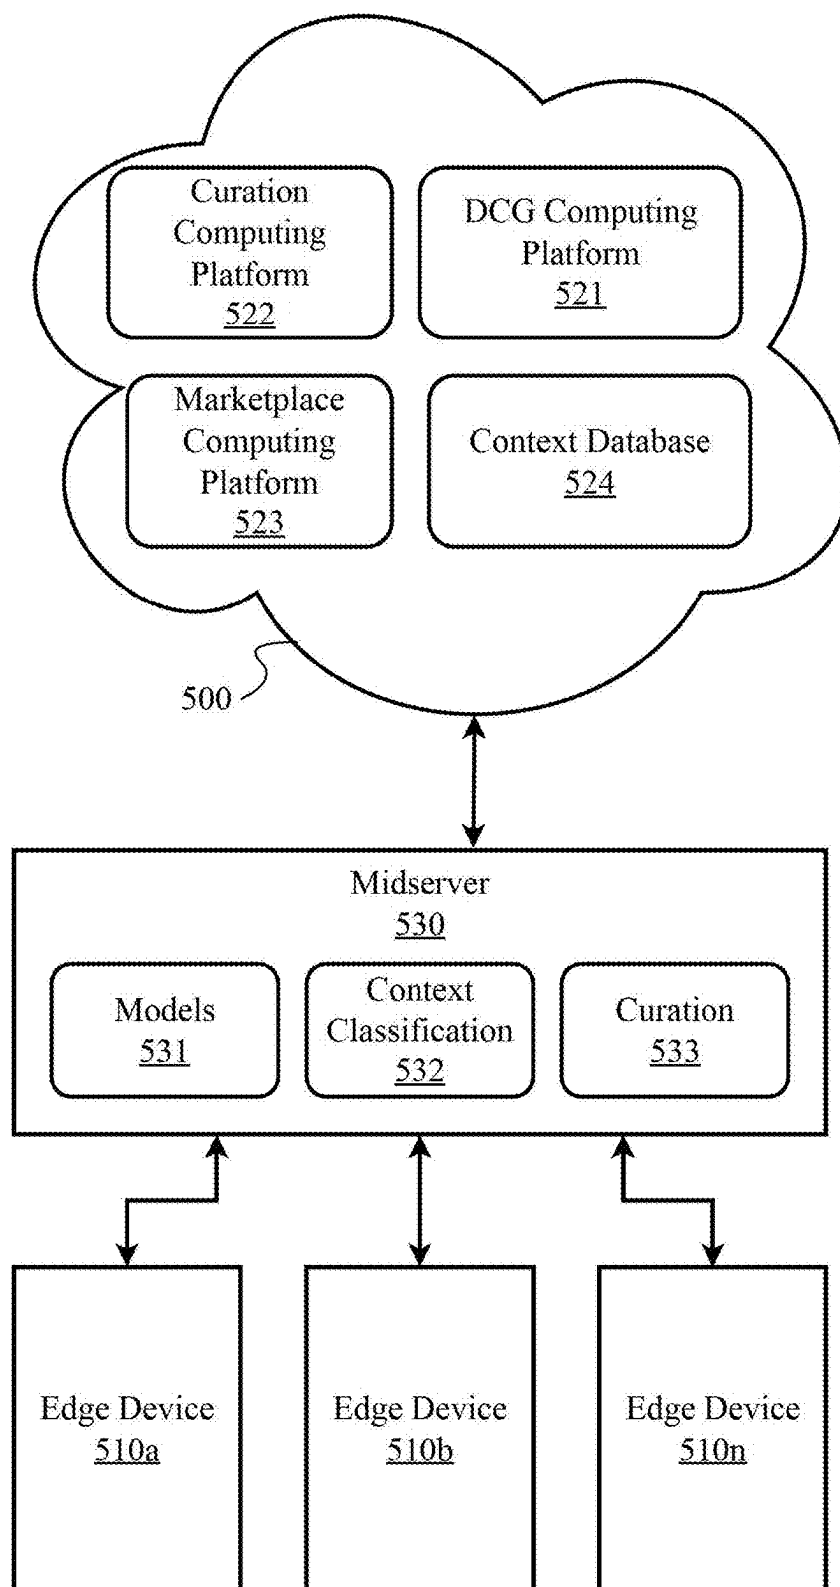 Curation
Computing
Platform
522
DCG Computing
Platform
521
Marketplace
Computing
Platform
523
Context Database
524
500
Midserver
530
Models
531
Context
Classification
532
Curation
533
Edge Device
510a
Edge Device
510b
Edge Device
510n